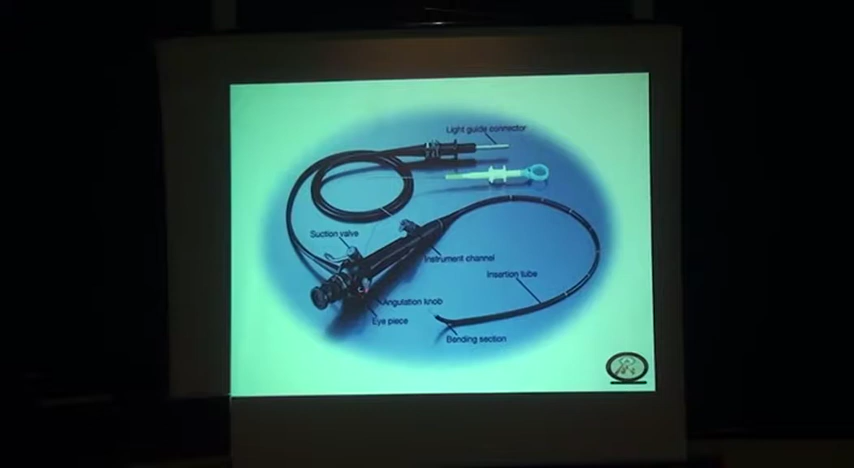 Light guide connector
Suction valve
Instrument channel
Insertion tube
Angulation knob
Eye piece
Bending section